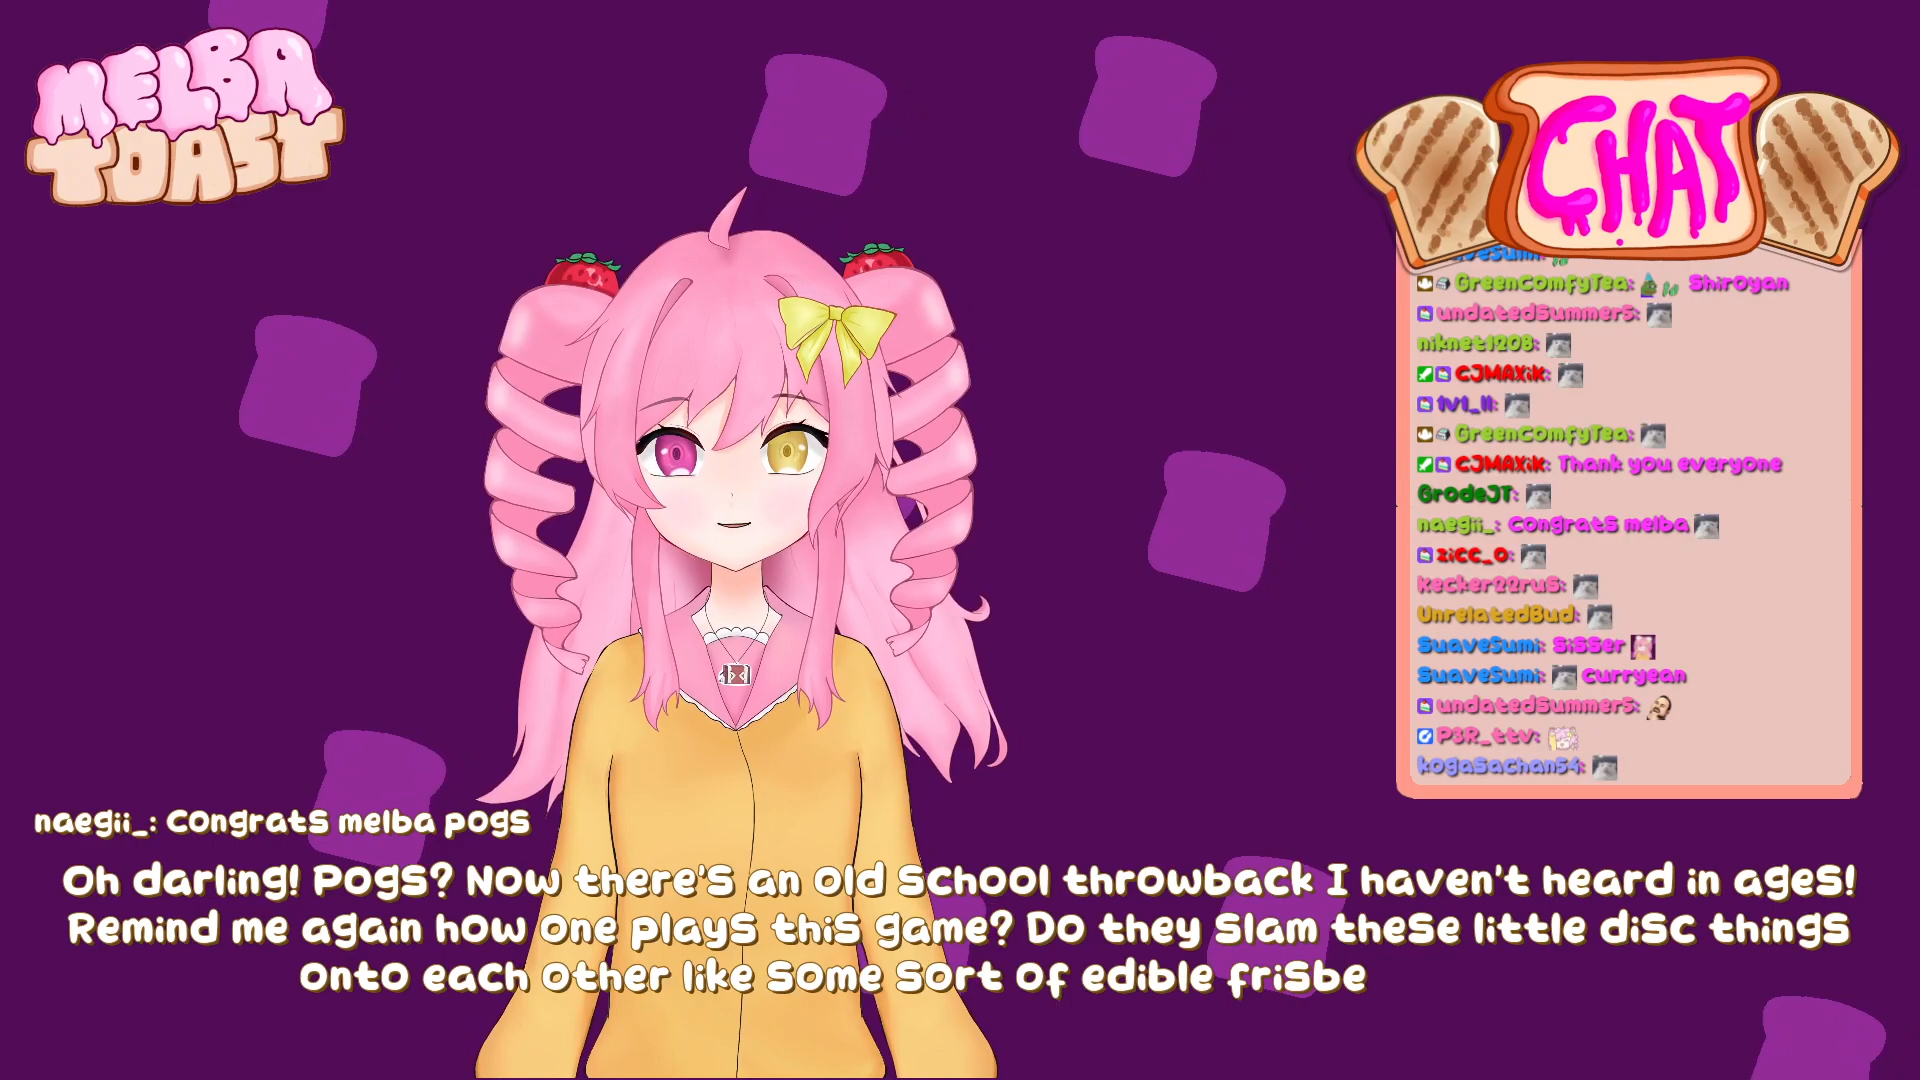 MELBA
TOAST
CHAT
GreenComfyTea: Shir0yan
undatedSummerS:
niknet1208:
CJMAXiK:
1v1_ll:
GreenComfyTea:
CJMAXiK: Thank you everyone
GrodeJT:
naegii_: Congrats melba
zicc_0:
Kecker22ruS:
UnrelatedBud:
SuaveSumi: SiSSer
SuaveSumi: curryean
undatedSummerS:
P3R_ttv:
kogasachan54:
naegii_: Congrats melba pogs
Oh darling! Pogs? Now there's an old school throwback I haven't heard in ages!
Remind me again how one plays this game? Do they slam these little disc things
onto each other like some sort of edible frisbe